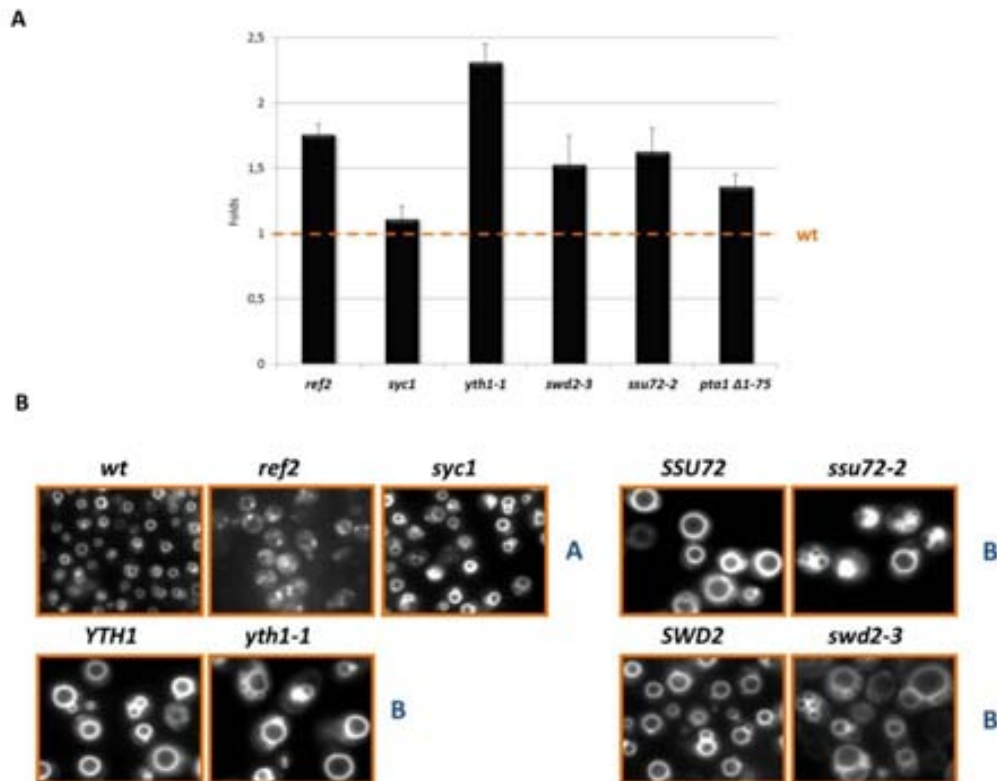 A
2,5
2
1,5
1
0,5
0
Folds
wt
ref2 syc1 yth1-1 swd2-3 ssu72-2 pta1 Δ1-75
B
wt ref2 syc1 SSU72 ssu72-2
A B
YTH1 yth1-1 SWD2 swd2-3
B B